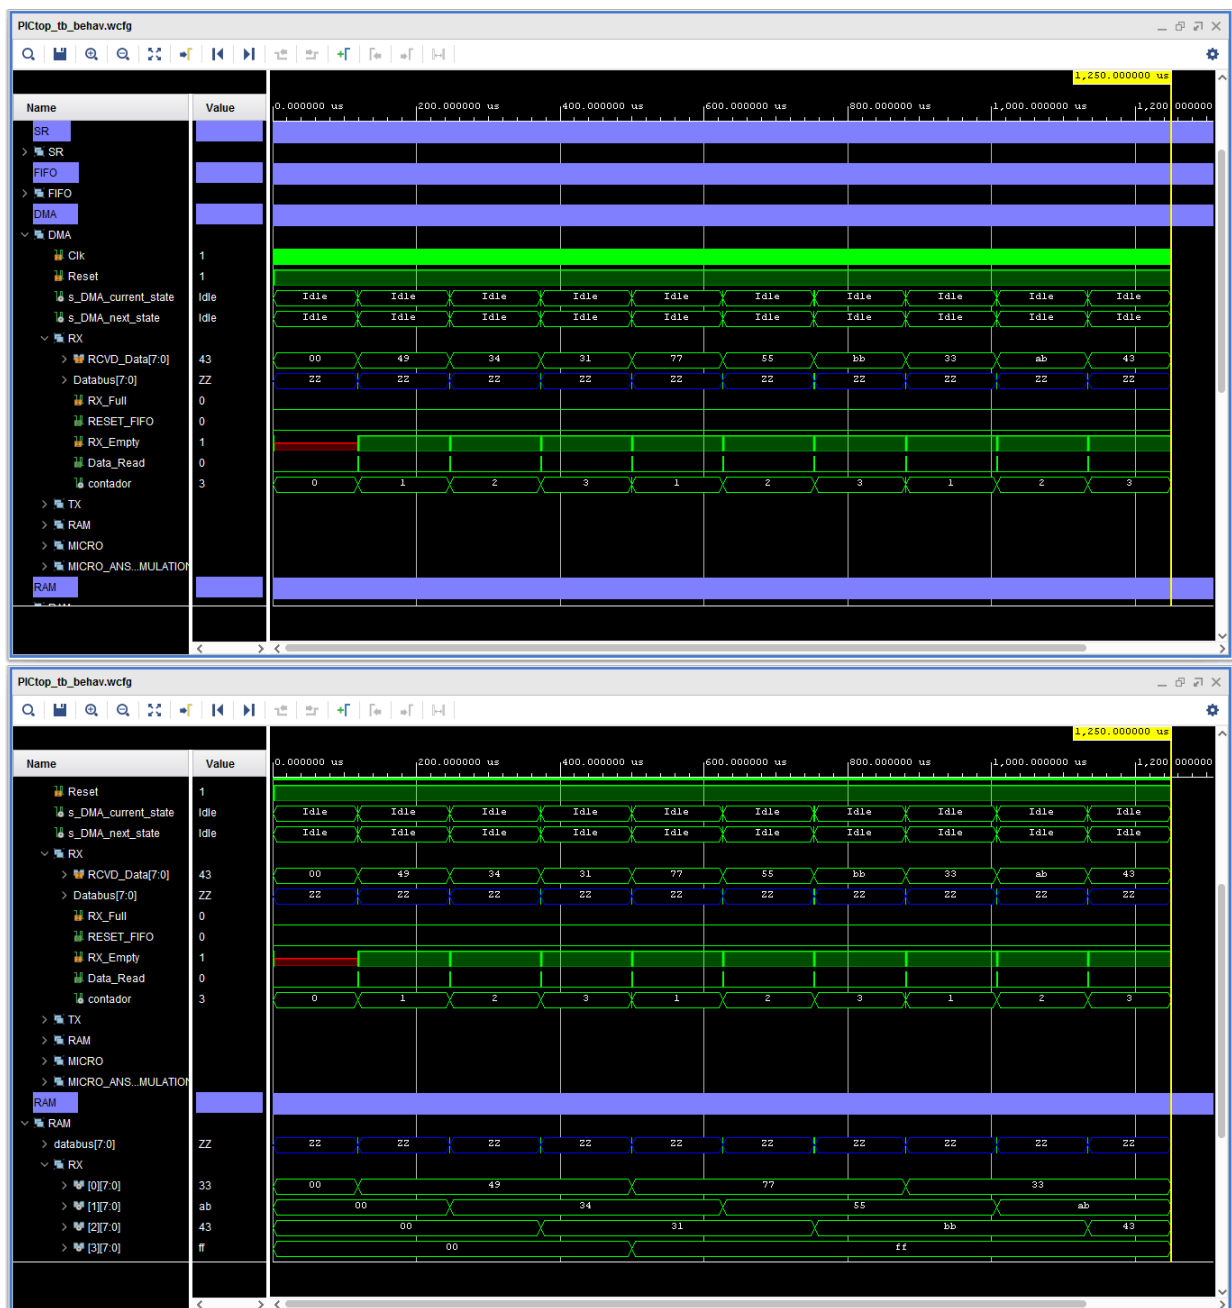 PICtop_tb_behav.wcfg
1,250.000000 us
Name Value 0.000000 us 200.000000 us 400.000000 us 600.000000 us 800.000000 us 1,000.000000 us 1,200 000000
SR
SR
FIFO
FIFO
DMA
DMA
Clk 1
Reset 1
s_DMA_current_state Idle Idle Idle Idle Idle Idle Idle Idle Idle Idle Idle
s_DMA_next_state Idle Idle Idle Idle Idle Idle Idle Idle Idle Idle Idle
RX
RCVD_Data[7:0] 43 00 49 34 31 77 55 bb 33 ab 43
Databus[7:0] ZZ ZZ ZZ ZZ ZZ ZZ ZZ ZZ ZZ ZZ ZZ
RX_Full 0
RESET_FIFO 0
RX_Empty 1
Data_Read 0
contador 3 0 1 2 3 1 2 3 1 2 3
TX
RAM
MICRO
MICRO_ANS...MULATION
RAM
PICtop_tb_behav.wcfg
1,250.000000 us
Name Value 0.000000 us 200.000000 us 400.000000 us 600.000000 us 800.000000 us 1,000.000000 us 1,200 000000
Reset 1
s_DMA_current_state Idle Idle Idle Idle Idle Idle Idle Idle Idle Idle Idle
s_DMA_next_state Idle Idle Idle Idle Idle Idle Idle Idle Idle Idle Idle
RX
RCVD_Data[7:0] 43 00 49 34 31 77 55 bb 33 ab 43
Databus[7:0] ZZ ZZ ZZ ZZ ZZ ZZ ZZ ZZ ZZ ZZ ZZ
RX_Full 0
RESET_FIFO 0
RX_Empty 1
Data_Read 0
contador 3 0 1 2 3 1 2 3 1 2 3
TX
RAM
MICRO
MICRO_ANS...MULATION
RAM
RAM
databus[7:0] ZZ ZZ ZZ ZZ ZZ ZZ ZZ ZZ ZZ ZZ ZZ
RX
[0][7:0] 33 00 49 77 33
[1][7:0] ab 00 34 55 ab
[2][7:0] 43 00 31 bb 43
[3][7:0] ff 00 ff